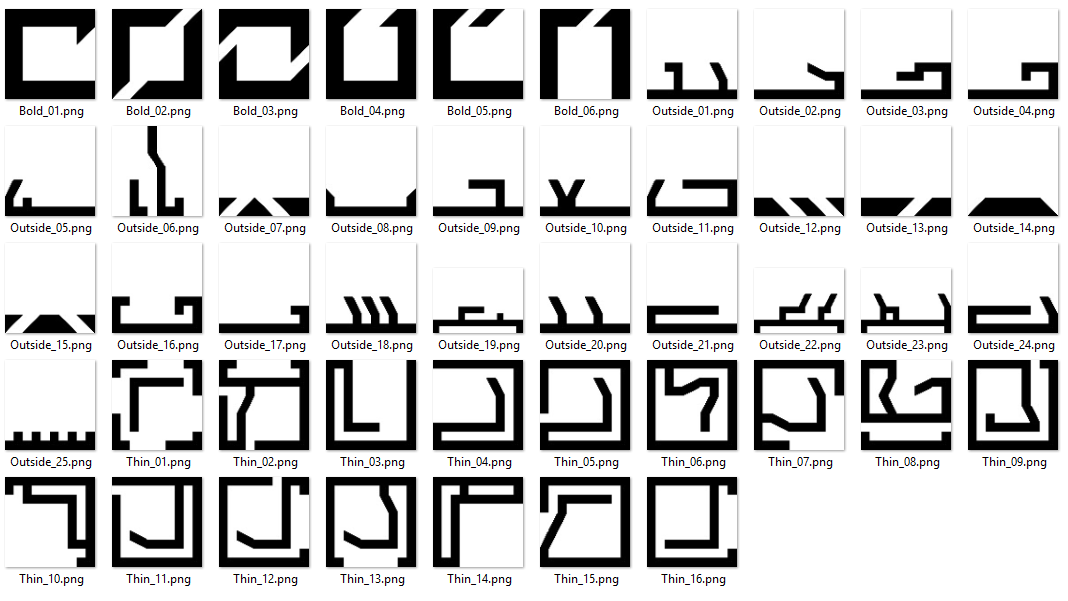 Bold_01.png Bold_02.png Bold_03.png Bold_04.png Bold_05.png Bold_06.png Outside_01.png Outside_02.png Outside_03.png Outside_04.png
Outside_05.png Outside_06.png Outside_07.png Outside_08.png Outside_09.png Outside_10.png Outside_11.png Outside_12.png Outside_13.png Outside_14.png
Outside_15.png Outside_16.png Outside_17.png Outside_18.png Outside_19.png Outside_20.png Outside_21.png Outside_22.png Outside_23.png Outside_24.png
Outside_25.png Thin_01.png Thin_02.png Thin_03.png Thin_04.png Thin_05.png Thin_06.png Thin_07.png Thin_08.png Thin_09.png
Thin_10.png Thin_11.png Thin_12.png Thin_13.png Thin_14.png Thin_15.png Thin_16.png